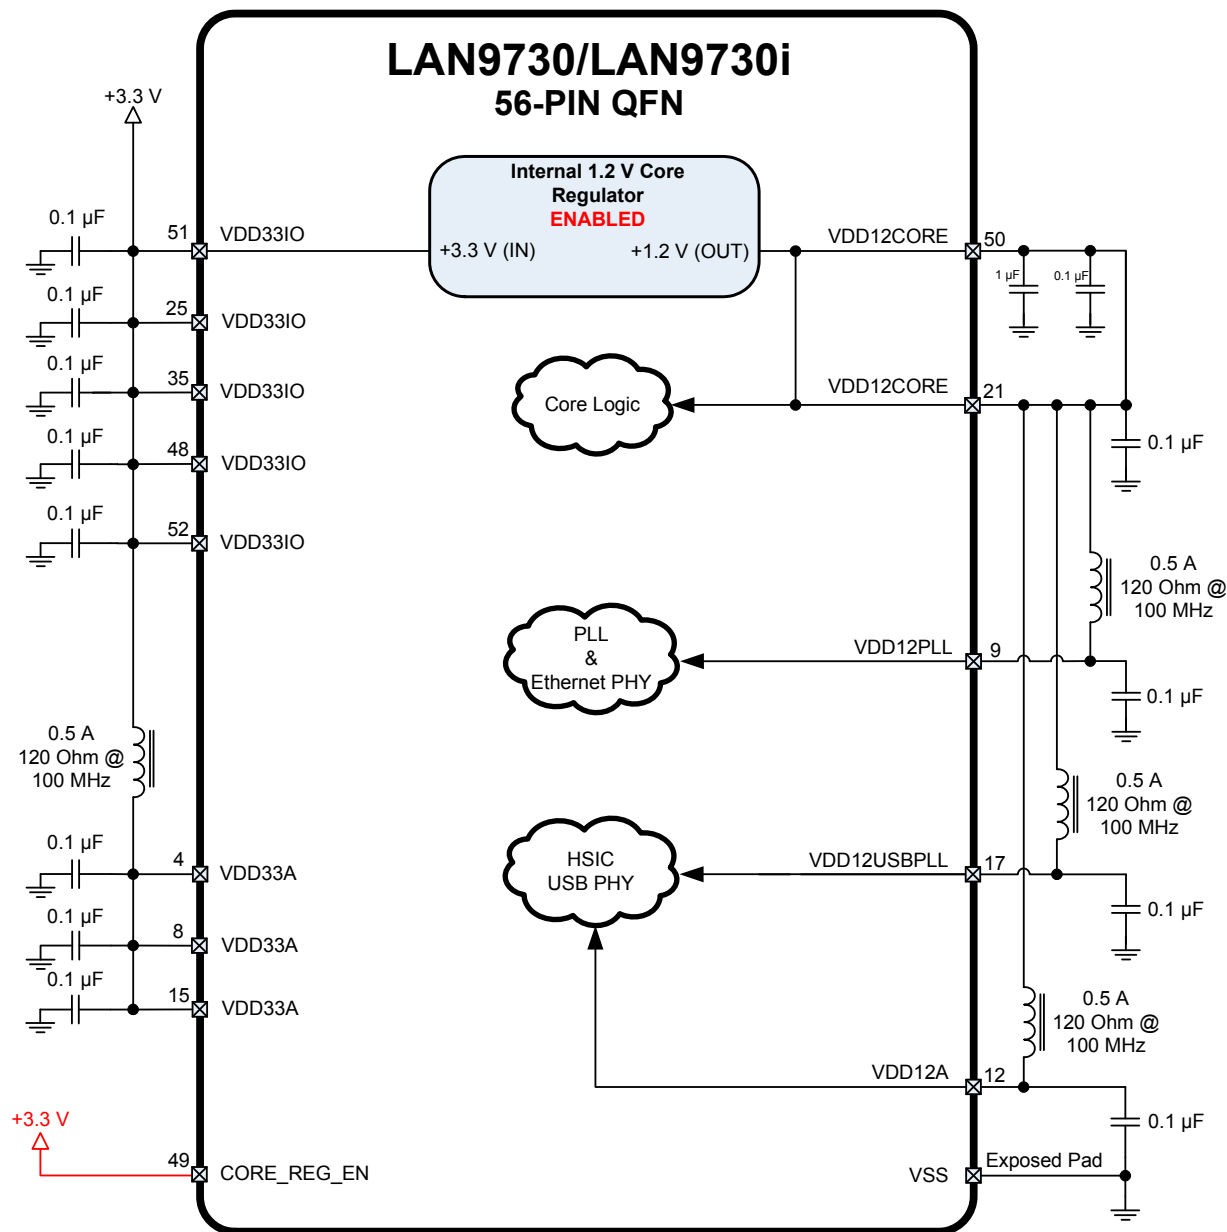 LAN9730/LAN9730i
56-PIN QFN
+3.3 V
Internal 1.2 V Core
Regulator
ENABLED
+3.3 V (IN)
+1.2 V (OUT)
0.1 µF
51
VDD33IO
VDD12CORE
50
1 µF
0.1 µF
0.1 µF
25
VDD33IO
0.1 µF
35
VDD33IO
Core Logic
VDD12CORE
21
0.1 µF
0.1 µF
48
VDD33IO
0.1 µF
52
VDD33IO
0.5 A
120 Ohm @
100 MHz
PLL
&
Ethernet PHY
VDD12PLL
9
0.1 µF
0.5 A
120 Ohm @
100 MHz
0.5 A
120 Ohm @
100 MHz
0.1 µF
4
VDD33A
HSIC
USB PHY
VDD12USBPLL
17
0.1 µF
0.1 µF
8
VDD33A
0.1 µF
15
VDD33A
0.5 A
120 Ohm @
100 MHz
VDD12A
12
0.1 µF
+3.3 V
49
CORE_REG_EN
VSS
Exposed Pad